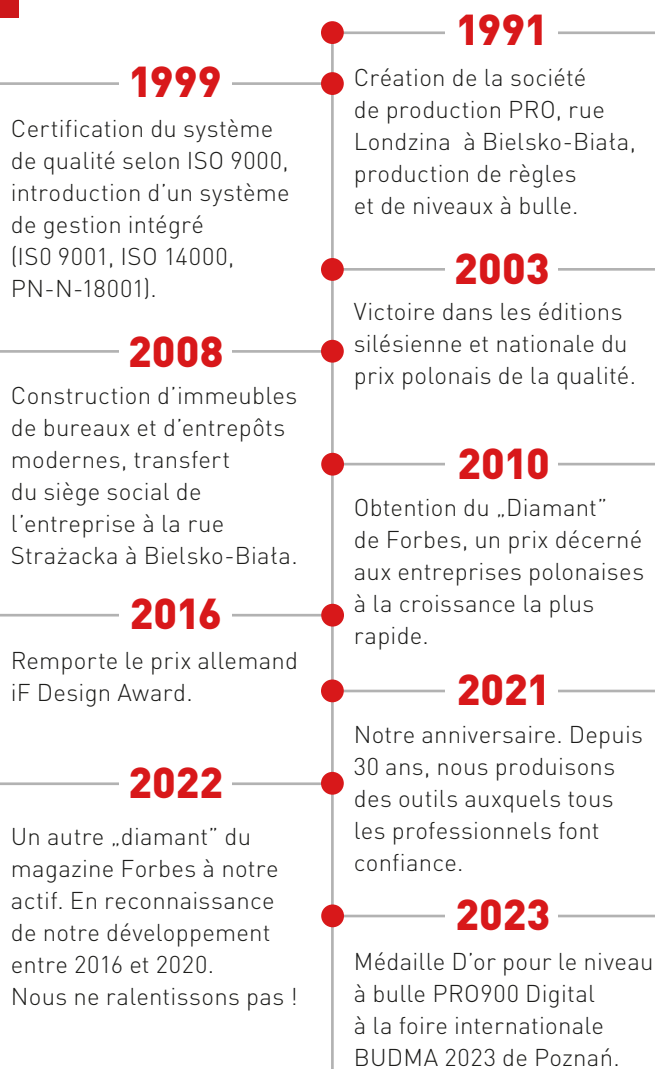 1991
Création de la société
de production PRO, rue
Londzina à Bielsko-Biała,
production de règles
et de niveaux à bulle.
1999
Certification du système
de qualité selon ISO 9000,
introduction d’un système
de gestion intégré
(IS0 9001, ISO 14000,
PN-N-18001).
2003
Victoire dans les éditions
silésienne et nationale du
prix polonais de la qualité.
2008
Construction d’immeubles
de bureaux et d’entrepôts
modernes, transfert
du siège social de
l’entreprise à la rue
Strażacka à Bielsko-Biała.
2010
Obtention du „Diamant”
de Forbes, un prix décerné
aux entreprises polonaises
à la croissance la plus
rapide.
2016
Remporte le prix allemand
iF Design Award.
2021
Notre anniversaire. Depuis
30 ans, nous produisons
des outils auxquels tous
les professionnels font
confiance.
2022
Un autre „diamant” du
magazine Forbes à notre
actif. En reconnaissance
de notre développement
entre 2016 et 2020.
Nous ne ralentissons pas !
2023
Médaille D’or pour le niveau
à bulle PRO900 Digital
à la foire internationale
BUDMA 2023 de Poznań.